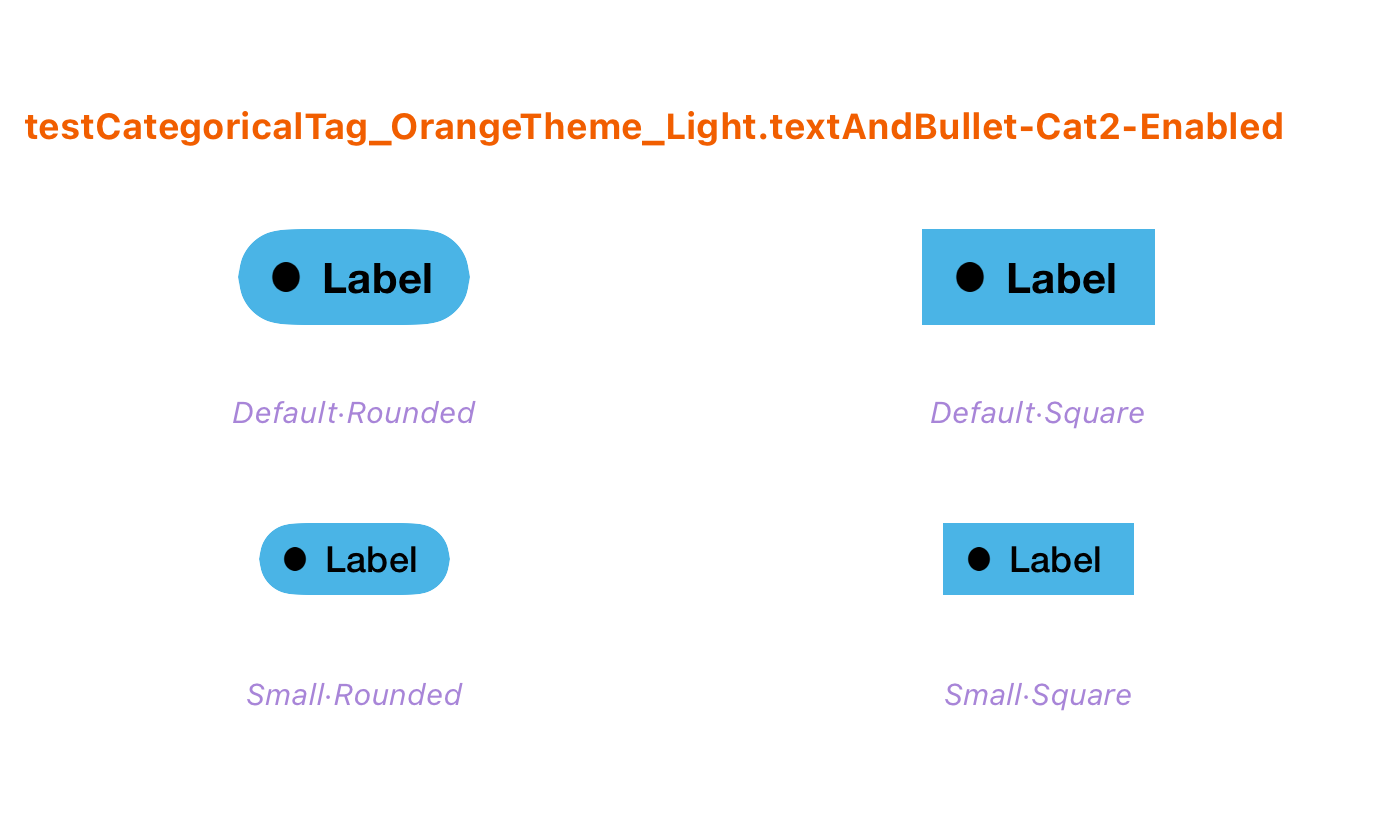 testCategoricalTag_OrangeTheme_Light.textAndBullet-Cat2-Enabled
Label
Label
Default·Rounded
Default·Square
Label
Label
Small·Rounded
Small·Square